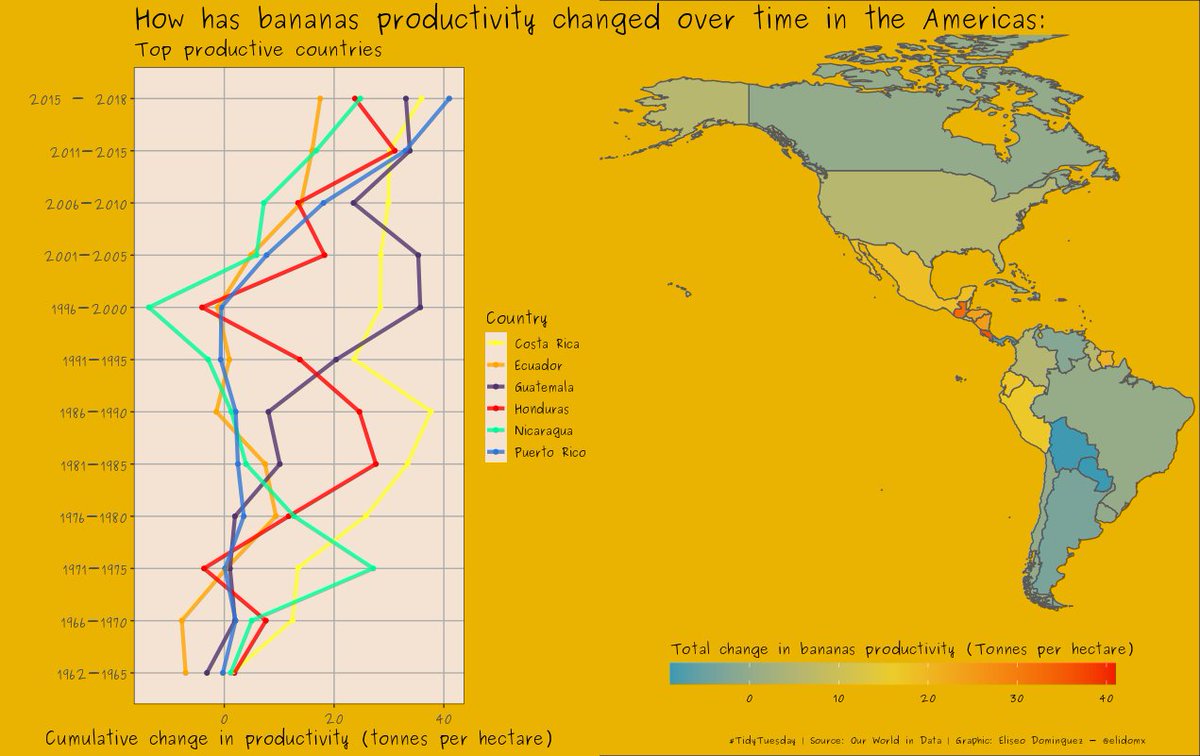 How has bananas productivity changed over time in the Americas:
Top productive countries
2015 - 2018
2011-2015
2006-2010
2001-2005
1996-2000
1991-1995
1986-1990
1981-1985
1976-1980
1971-1975
1966-1970
1962-1965
0 20 40
Cumulative change in productivity (tonnes per hectare)
Country
Costa Rica
Ecuador
Guatemala
Honduras
Nicaragua
Puerto Rico
Total change in bananas productivity (Tonnes per hectare)
0 10 20 30 40
#TidyTuesday | Source: Our World in Data | Graphic: Eliseo Dominguez - @elidomx